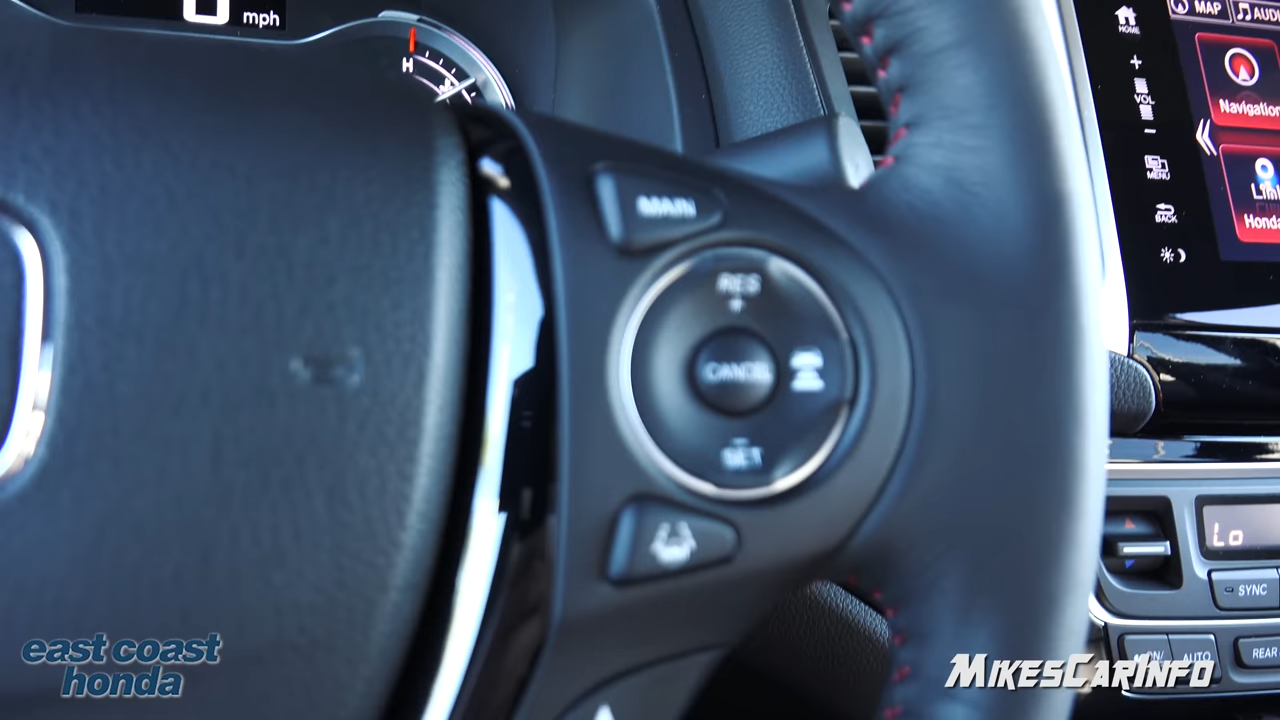 0 mph
H
MAIN
RES
+
CANCEL
-
SET
HOME
+
VOL
-
MENU
BACK
MAP
AUDI
Navigation
Honda
Lo
SYNC
AUTO
REAR
east coast
honda
MIKESCARINFO